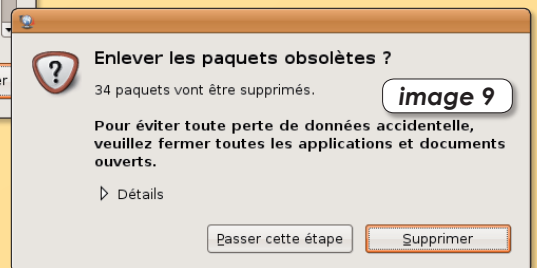 Enlever les paquets obsolètes ?
34 paquets vont être supprimés.
image 9
Pour éviter toute perte de données accidentelle,
veuillez fermer toutes les applications et documents
ouverts.
Détails
Passer cette étape
Supprimer